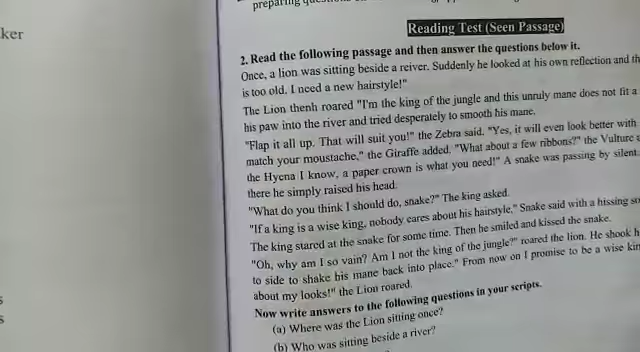 ker
preparing
Reading Test (Seen Passage)
2. Read the following passage and then answer the questions below it.
Once, a lion was sitting beside a reiver. Suddenly he looked at his own reflection and th
is too old. I need a new hairstyle!"
The Lion thenh roared "I'm the king of the jungle and this unruly mane does not fit a
his paw into the river and tried desperately to smooth his mane.
"Flap it all up. That will suit you!" the Zebra said. "Yes, it will even look better with
match your moustache," the Giraffe added. "What about a few ribbons?" the Vulture
the Hyena I know, a paper crown is what you need!" A snake was passing by silent.
there he simply raised his head.
"What do you think I should do, snake?" The king asked.
"If a king is a wise king, nobody cares about his hairstyle." Snake said with a hissing so
The king stared at the snake for some time. Then he smiled and kissed the snake.
"Oh, why am I so vain? Am I not the king of the jungle?" roared the lion. He shook h
to side to shake his mane back into place." From now on I promise to be a wise kin
about my looks!" the Lion roared.
Now write answers to the following questions in your scripts.
(a) Where was the Lion sitting once?
(b) Who was sitting beside a river?
s
s